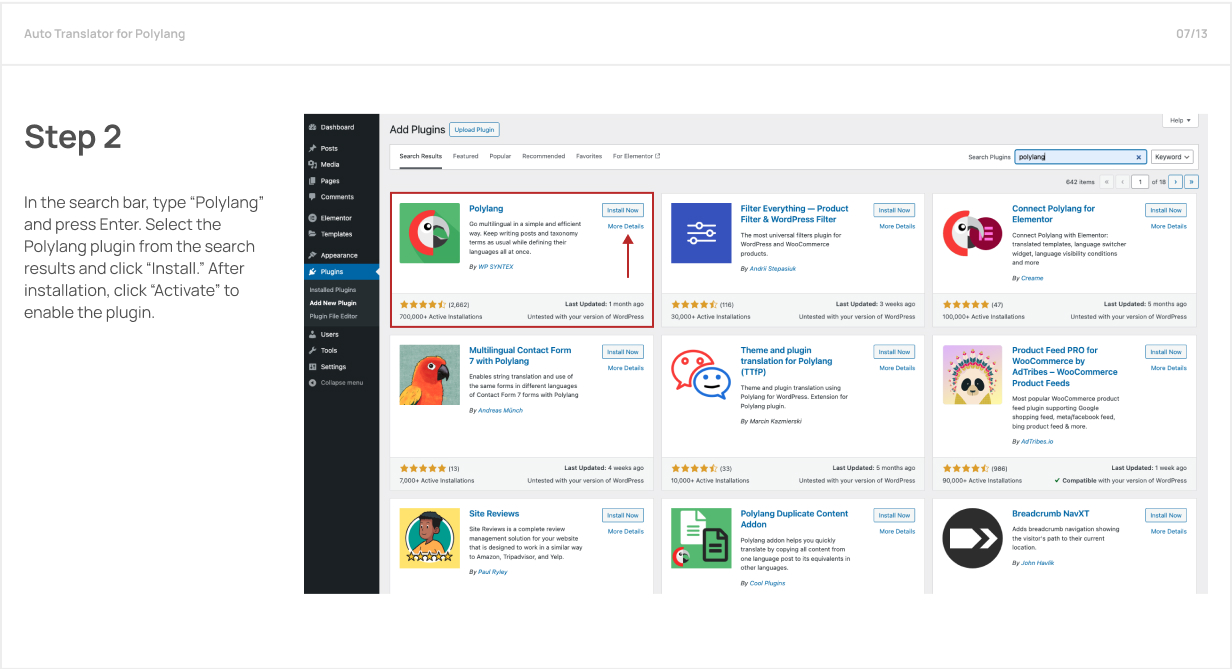 Auto Translator for Polylang
07/13
Step 2
In the search bar, type “Polylang”
and press Enter. Select the
Polylang plugin from the search
results and click “Install.” After
installation, click “Activate” to
enable the plugin.
Dashboard
Posts
Media
Pages
Comments
Elementor
Templates
Appearance
Plugins
Installed Plugins
Add New Plugin
Plugin File Editor
Users
Tools
Settings
Collapse menu
Add Plugins
Upload Plugin
Help
Search Results
Featured
Popular
Recommended
Favorites
For Elementor
Search Plugins
polylang
Keyword
642 items « ‹ 1 of 18 › »
Polylang
Install Now
More Details
Go multilingual in a simple and efficient
way. Keep writing posts and taxonomy
terms as usual while defining their
languages all at once.
By WP SYNTEX
(2,662)
Last Updated: 1 month ago
700,000+ Active Installations
Untested with your version of WordPress
Filter Everything — Product
Filter & WordPress Filter
Install Now
More Details
The most universal filters plugin for
WordPress and WooCommerce
products.
By Andrii Stepasiuk
(116)
Last Updated: 3 weeks ago
30,000+ Active Installations
Untested with your version of WordPress
Connect Polylang for
Elementor
Install Now
More Details
Connect Polylang with Elementor:
translated templates, language switcher
widget, language visibility conditions
and more
By Creame
(47)
Last Updated: 5 months ago
100,000+ Active Installations
Untested with your version of WordPress
Multilingual Contact Form
7 with Polylang
Install Now
More Details
Enables string translation and use of
the same forms in different languages
of Contact Form 7 forms with Polylang
By Andreas Münch
(13)
Last Updated: 4 weeks ago
7,000+ Active Installations
Untested with your version of WordPress
Theme and plugin
translation for Polylang
(TTfP)
Install Now
More Details
Theme and plugin translation using
Polylang for WordPress. Extension for
Polylang plugin.
By Marcin Kazmierski
(33)
Last Updated: 5 months ago
10,000+ Active Installations
Untested with your version of WordPress
Product Feed PRO for
WooCommerce by
AdTribes – WooCommerce
Product Feeds
Install Now
More Details
Most popular WooCommerce product
feed plugin supporting Google
shopping feed, meta/facebook feed,
bing product feed & more.
By AdTribes.io
(986)
Last Updated: 1 week ago
90,000+ Active Installations
✔ Compatible with your version of WordPress
Site Reviews
Install Now
More Details
Site Reviews is a complete review
management solution for your website
that is designed to work in a similar way
to Amazon, Tripadvisor, and Yelp.
By Paul Ryley
Polylang Duplicate Content
Addon
Install Now
More Details
Polylang addon helps you quickly
translate by copying all content from
one language post to its equivalents in
other languages.
By Cool Plugins
Breadcrumb NavXT
Install Now
More Details
Adds breadcrumb navigation showing
the visitor's path to their current
location.
By John Havlik